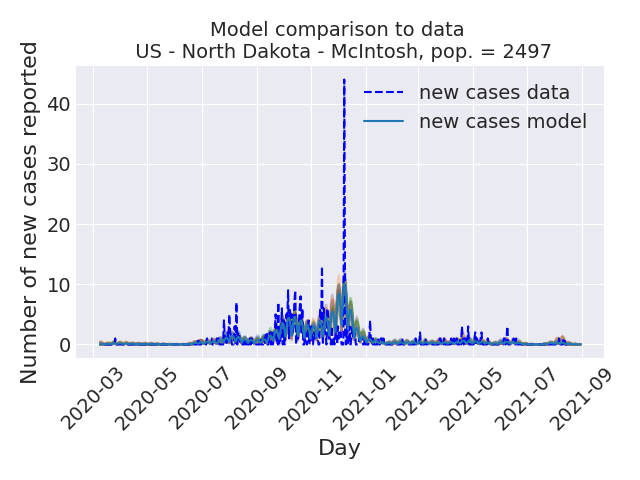 Model comparison to data
US - North Dakota - McIntosh, pop. = 2497
Number of new cases reported
40
30
20
10
0
new cases data
new cases model
2020-03
2020-05
2020-07
2020-09
2020-11
2021-01
2021-03
2021-05
2021-07
2021-09
Day